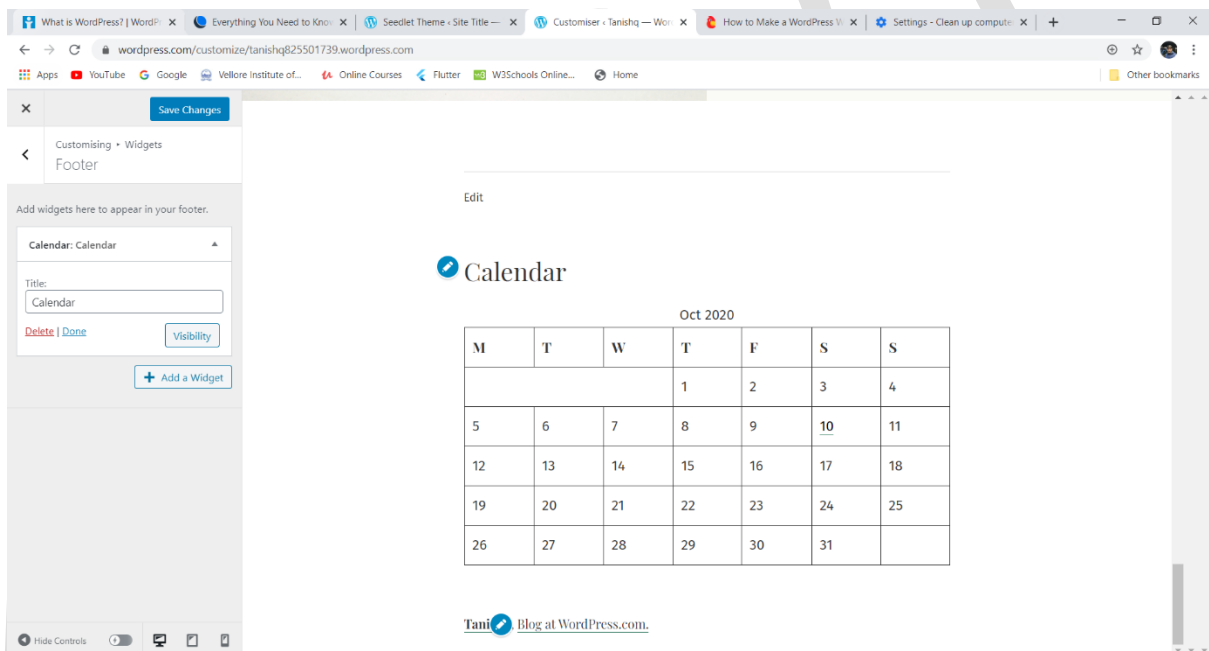 What is WordPress? | WordP
Everything You Need to Know
Seedlet Theme ‹ Site Title —
Customiser ‹ Tanishq — Wor
How to Make a WordPress W
Settings - Clean up computer
wordpress.com/customize/tanishq825501739.wordpress.com
Apps YouTube Google Vellore Institute of... Online Courses Flutter W3Schools Online... Home Other bookmarks
Save Changes
Customising • Widgets
Footer
Add widgets here to appear in your footer.
Calendar: Calendar
Title:
Calendar
Delete | Done Visibility
Add a Widget
Hide Controls
Edit
Calendar
Oct 2020
M T W T F S S
1 2 3 4
5 6 7 8 9 10 11
12 13 14 15 16 17 18
19 20 21 22 23 24 25
26 27 28 29 30 31
Tani, Blog at WordPress.com.